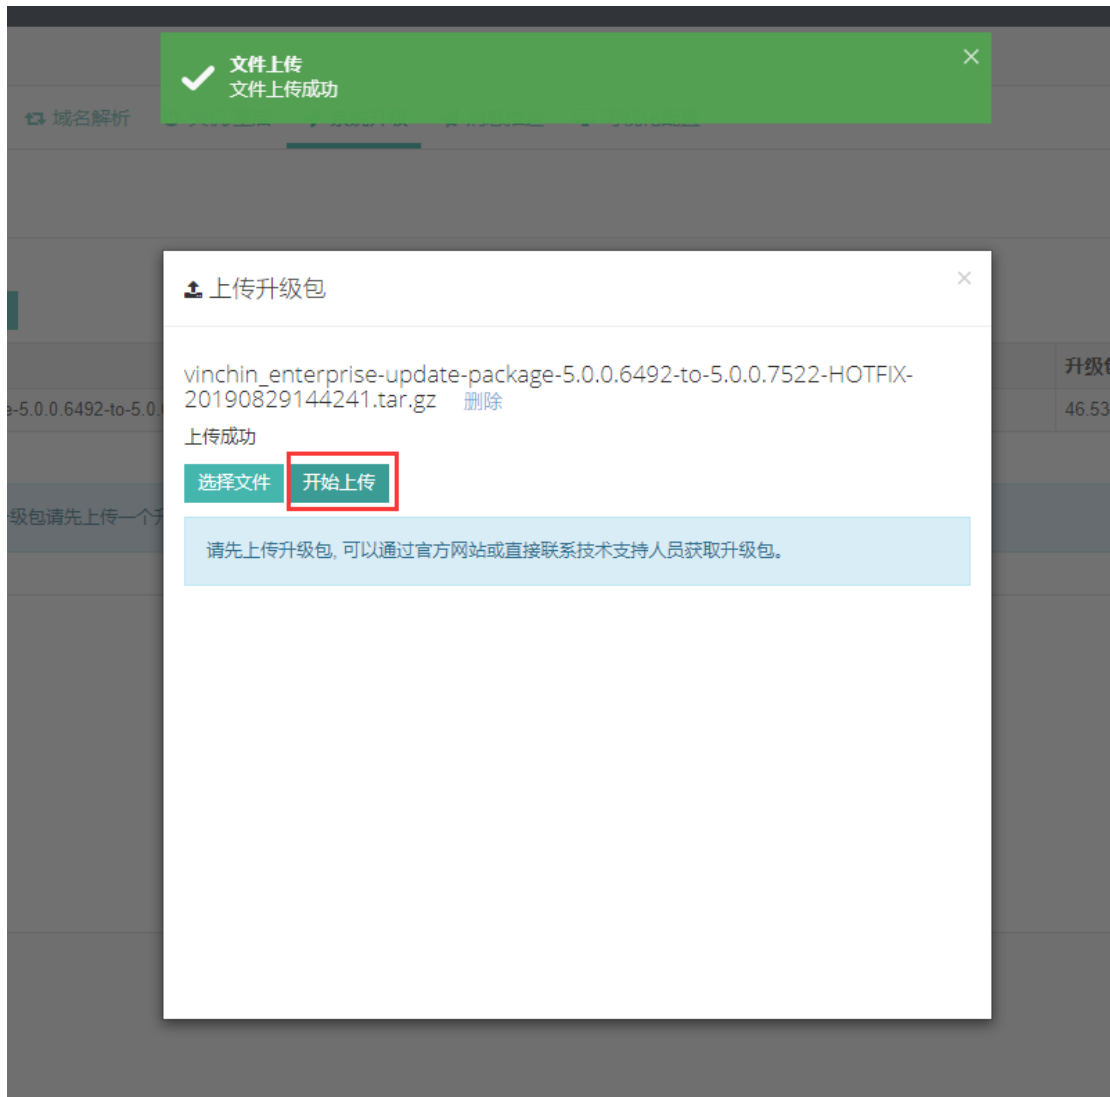 文件上传
文件上传成功
域名解析
上传升级包
升级
vinchin_enterprise-update-package-5.0.0.6492-to-5.0.0.7522-HOTFIX-
20190829144241.tar.gz 删除
-5.0.0.6492-to-5.0.
46.53
上传成功
选择文件 开始上传
级包请先上传一个
请先上传升级包, 可以通过官方网站或直接联系技术支持人员获取升级包。